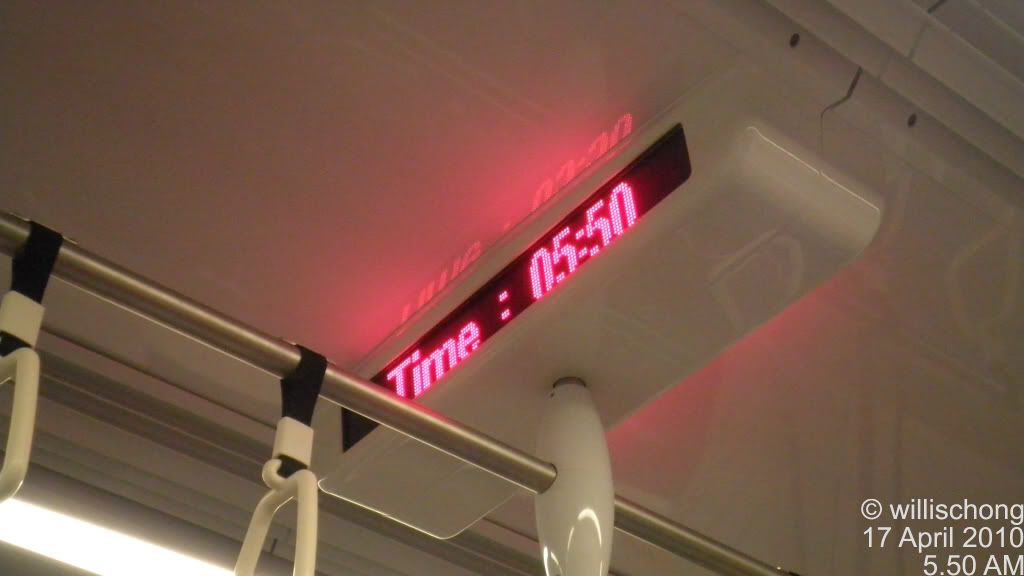 Time : 05:50
© willischong
17 April 2010
5.50 AM